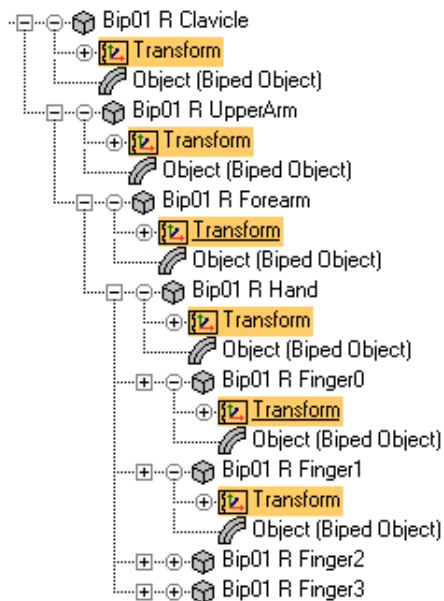 Bip01 R Clavicle
Transform
Object (Biped Object)
Bip01 R UpperArm
Transform
Object (Biped Object)
Bip01 R Forearm
Transform
Object (Biped Object)
Bip01 R Hand
Transform
Object (Biped Object)
Bip01 R Finger0
Transform
Object (Biped Object)
Bip01 R Finger1
Transform
Object (Biped Object)
Bip01 R Finger2
Bip01 R Finger3